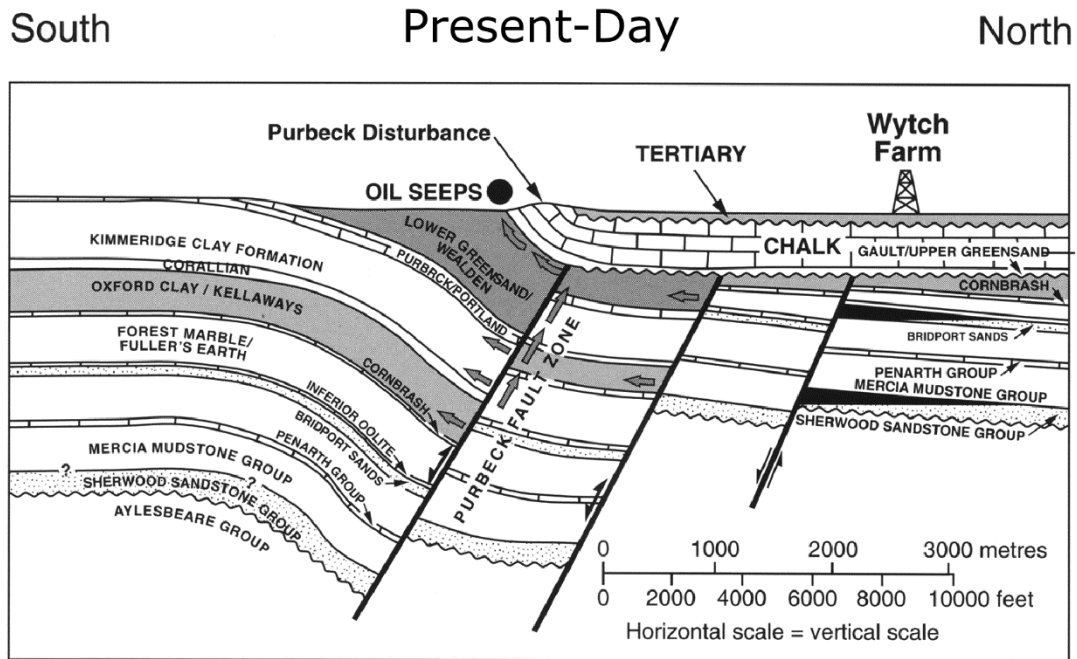 South
Present-Day
North
Purbeck Disturbance
Wytch
Farm
TERTIARY
OIL SEEPS
CHALK
GAULT/UPPER GREENSAND
CORNBRASH
LOWER GREENSAND/
WEALDEN
KIMMERIDGE CLAY FORMATION
PURBECK/PORTLAND
CORALLIAN
OXFORD CLAY / KELLAWAYS
BRIDPORT SANDS
FOREST MARBLE/
FULLER'S EARTH
CORNBRASH
PURBECK FAULT ZONE
PENARTH GROUP
MERCIA MUDSTONE GROUP
INFERIOR OOLITE
BRIDPORT SANDS
PENARTH GROUP
SHERWOOD SANDSTONE GROUP
MERCIA MUDSTONE GROUP
? ?
SHERWOOD SANDSTONE GROUP
AYLESBEARE GROUP
0 1000 2000 3000 metres
0 2000 4000 6000 8000 10000 feet
Horizontal scale = vertical scale